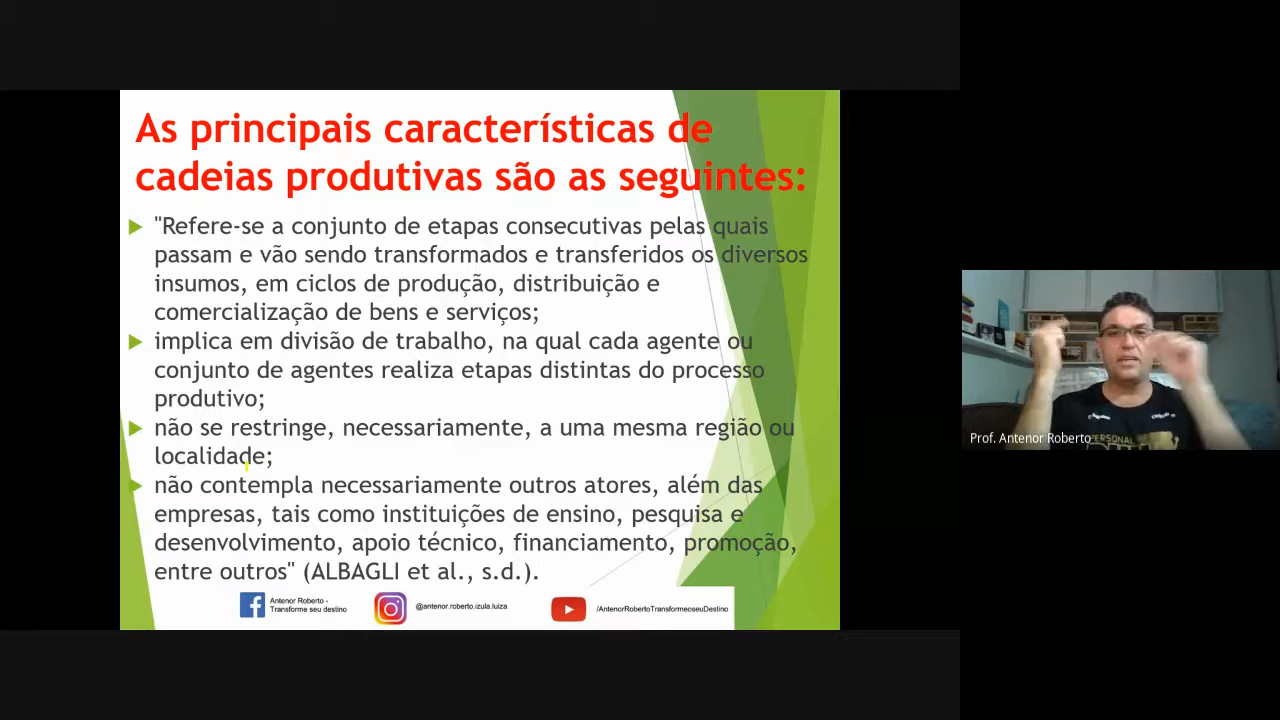 As principais características de
cadeias produtivas são as seguintes:
"Refere-se a conjunto de etapas consecutivas pelas quais
passam e vão sendo transformados e transferidos os diversos
insumos, em ciclos de produção, distribuição e
comercialização de bens e serviços;
implica em divisão de trabalho, na qual cada agente ou
conjunto de agentes realiza etapas distintas do processo
produtivo;
não se restringe, necessariamente, a uma mesma região ou
localidade;
não contempla necessariamente outros atores, além das
empresas, tais como instituições de ensino, pesquisa e
desenvolvimento, apoio técnico, financiamento, promoção,
entre outros" (ALBAGLI et al., s.d.).
Antenor Roberto -
Transforme seu destino
@antenor.roberto.izula.luiza
/AntenorRobertoTransformeoseuDestino
Prof. Antenor Roberto
PERSONAL